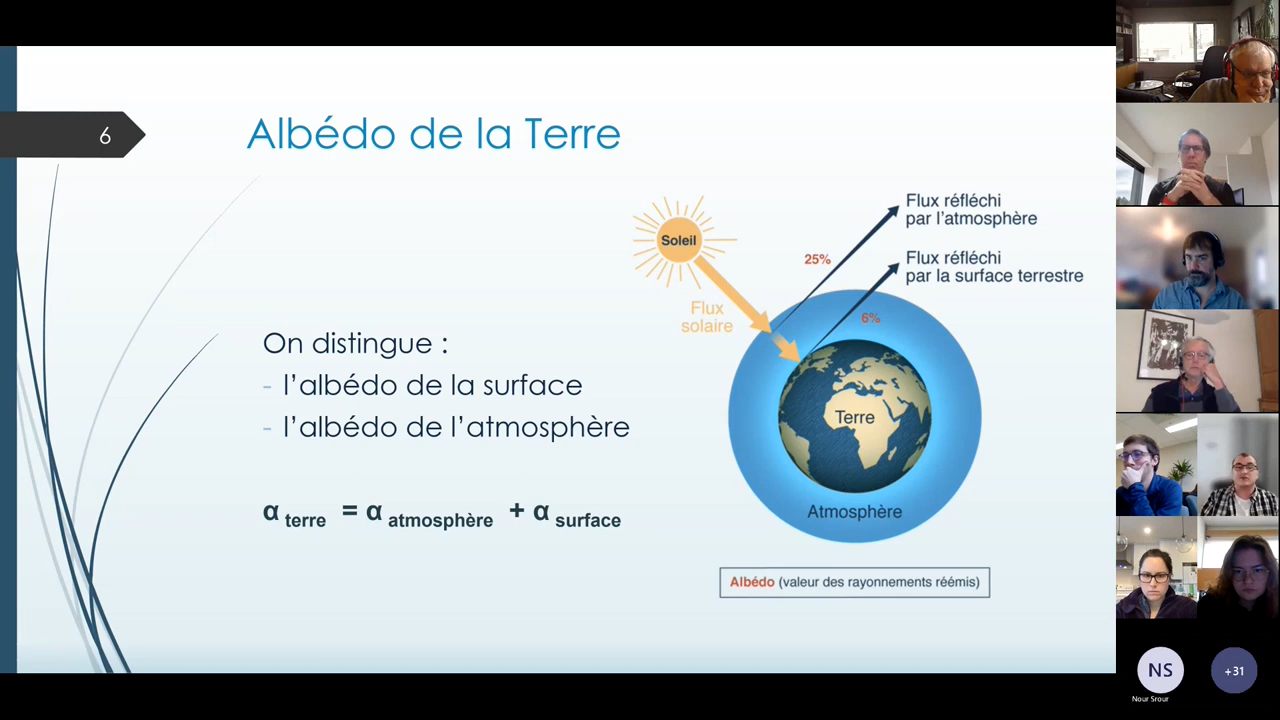 6
Albédo de la Terre
On distingue :
- l’albédo de la surface
- l’albédo de l’atmosphère
α terre = α atmosphère + α surface
Soleil
Flux
solaire
25%
Flux réfléchi
par l’atmosphère
Flux réfléchi
par la surface terrestre
6%
Terre
Atmosphère
Albédo (valeur des rayonnements réémis)
NS
Nour Srour
+31